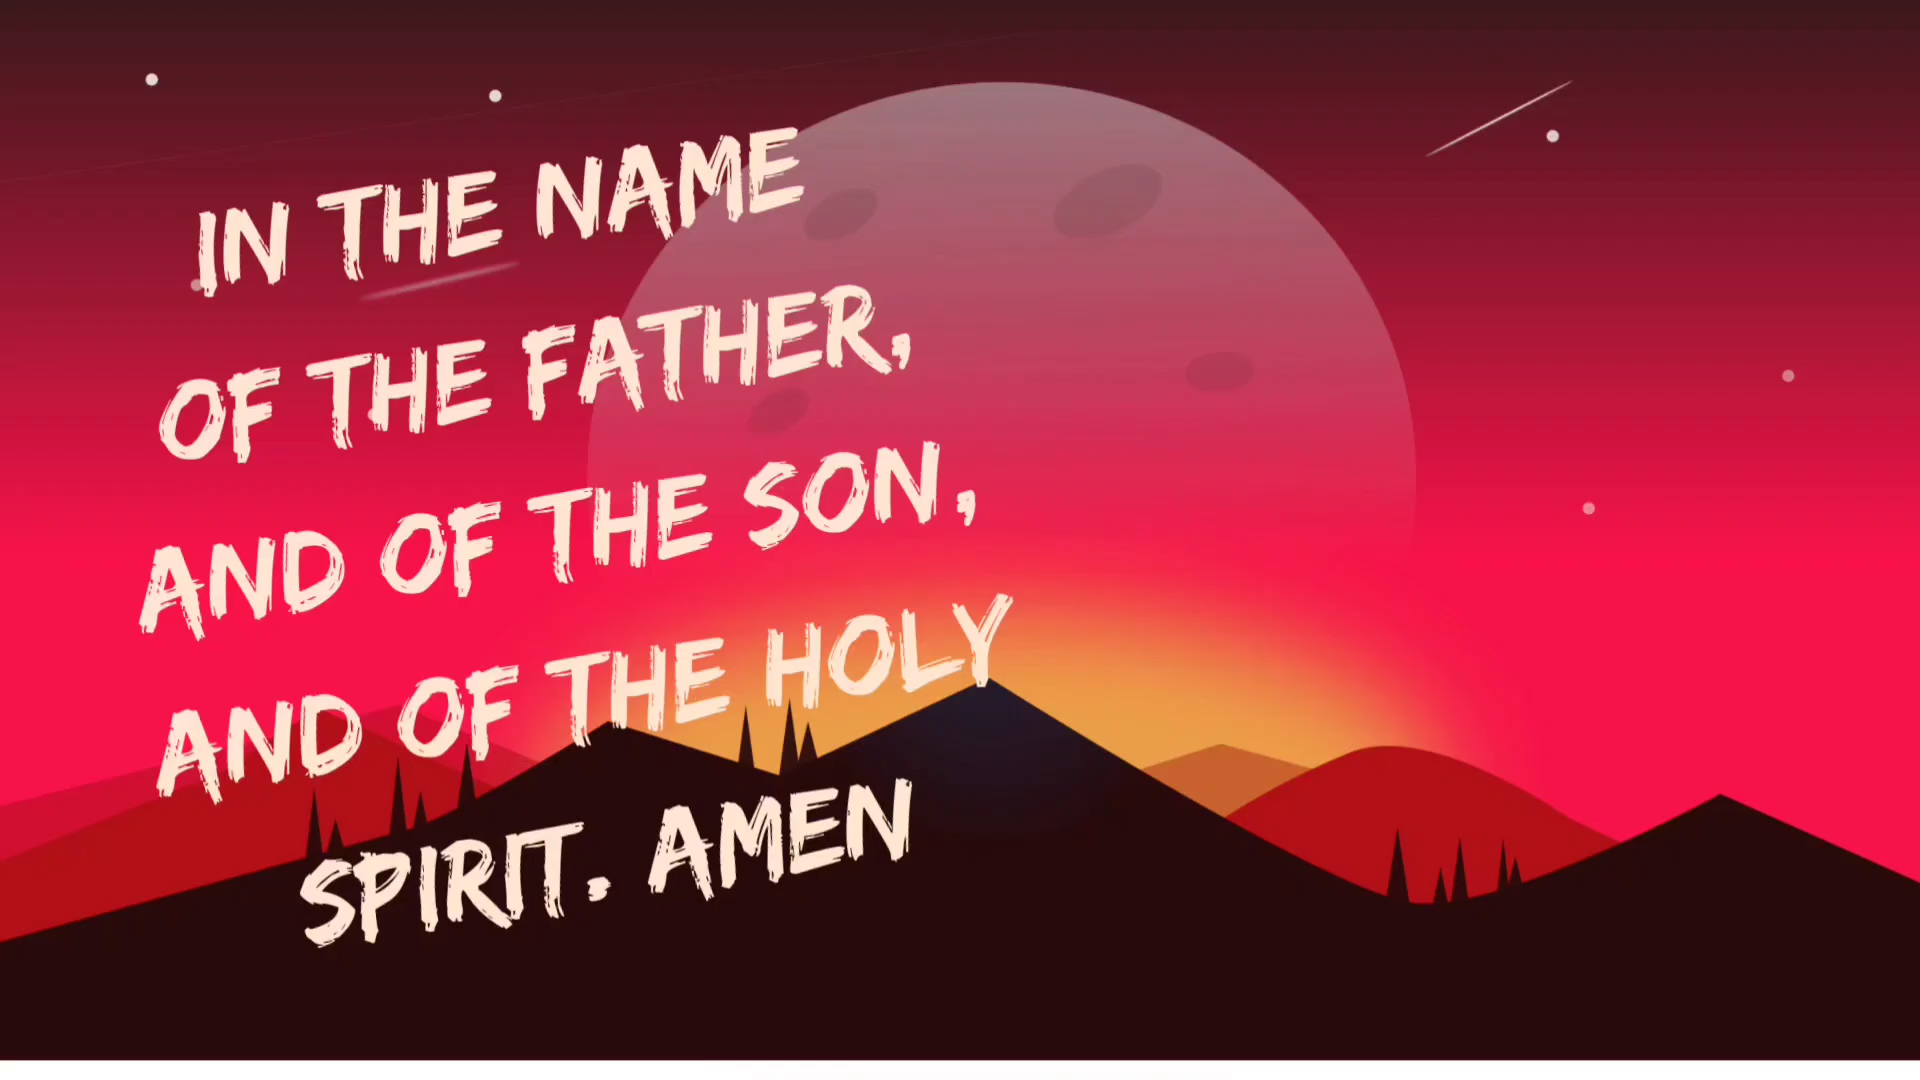 IN THE NAME
OF THE FATHER,
AND OF THE SON,
AND OF THE HOLY
SPIRIT. AMEN